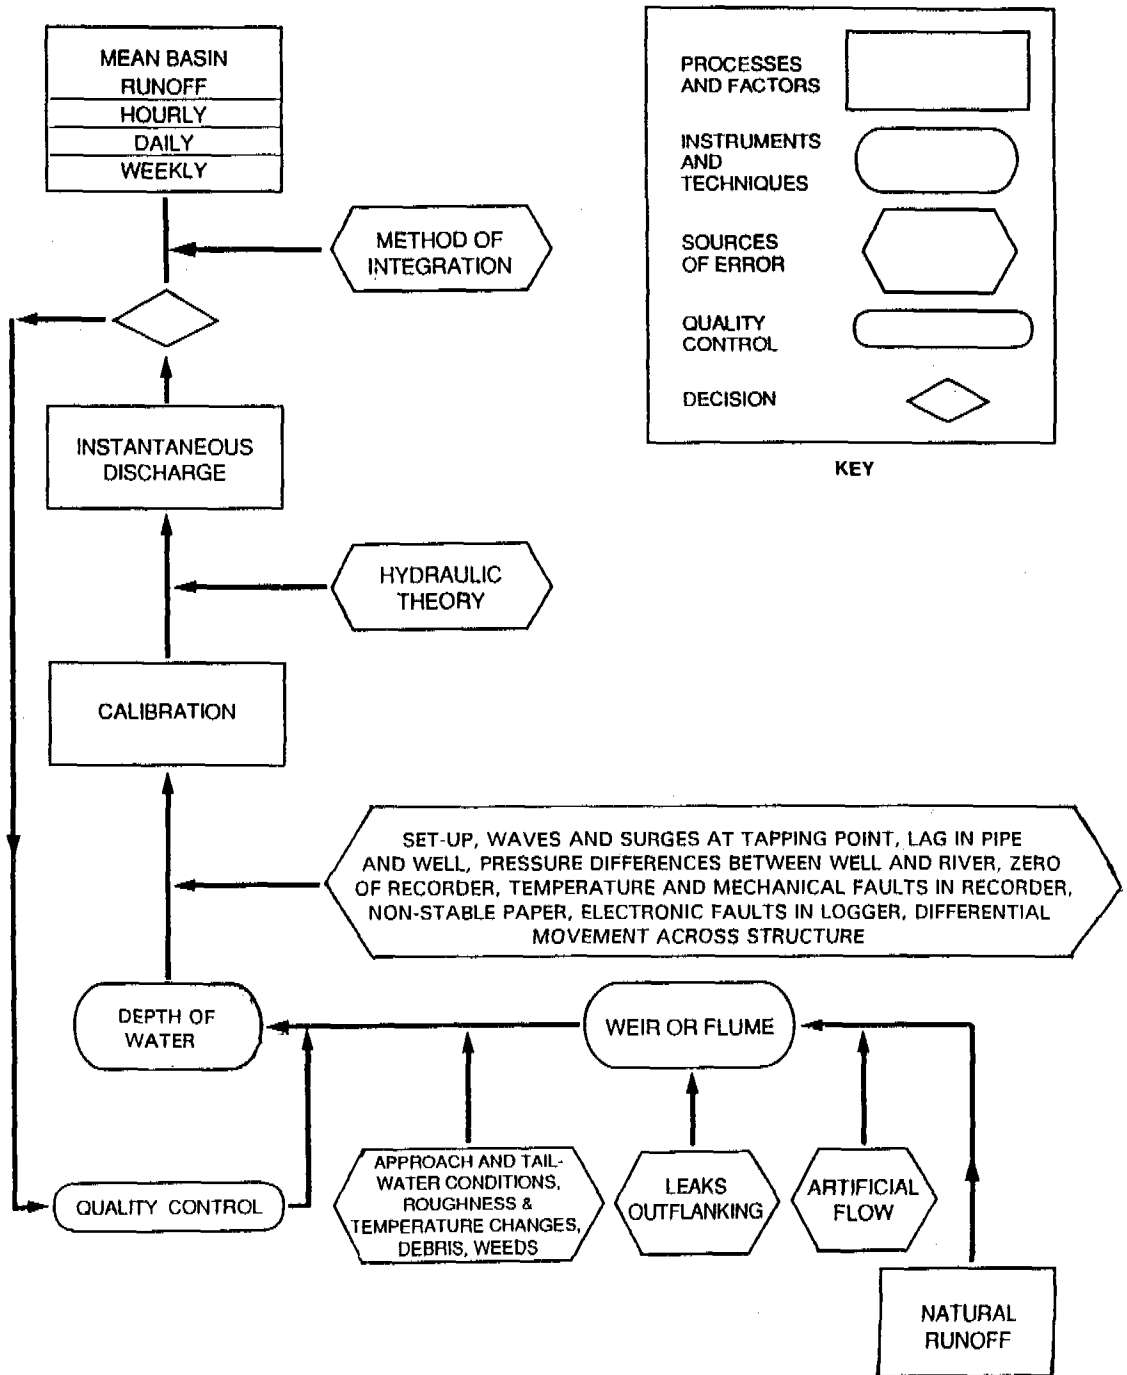 MEAN BASIN
RUNOFF
HOURLY
DAILY
WEEKLY
METHOD OF
INTEGRATION
INSTANTANEOUS
DISCHARGE
HYDRAULIC
THEORY
CALIBRATION
SET-UP, WAVES AND SURGES AT TAPPING POINT, LAG IN PIPE
AND WELL, PRESSURE DIFFERENCES BETWEEN WELL AND RIVER, ZERO
OF RECORDER, TEMPERATURE AND MECHANICAL FAULTS IN RECORDER,
NON-STABLE PAPER, ELECTRONIC FAULTS IN LOGGER, DIFFERENTIAL
MOVEMENT ACROSS STRUCTURE
DEPTH OF
WATER
WEIR OR FLUME
QUALITY CONTROL
APPROACH AND TAIL-
WATER CONDITIONS,
ROUGHNESS &
TEMPERATURE CHANGES,
DEBRIS, WEEDS
LEAKS
OUTFLANKING
ARTIFICIAL
FLOW
NATURAL
RUNOFF
PROCESSES
AND FACTORS
INSTRUMENTS
AND
TECHNIQUES
SOURCES
OF ERROR
QUALITY
CONTROL
DECISION
KEY